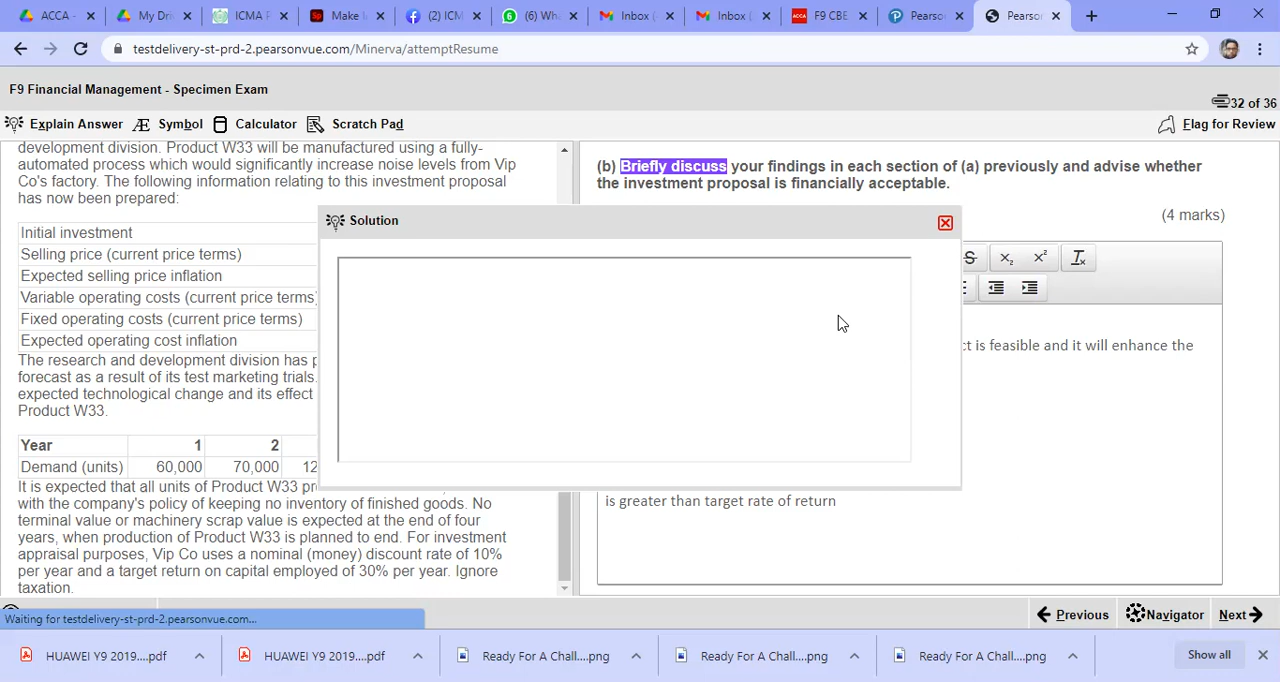 ACCA -
My Dri
ICMA P
Make I
(2) ICM
(6) Wha
Inbox (
Inbox (
F9 CBE
Pearson
Pearson
testdelivery-st-prd-2.pearsonvue.com/Minerva/attemptResume
F9 Financial Management - Specimen Exam
32 of 36
Explain Answer
Symbol
Calculator
Scratch Pad
Flag for Review
development division. Product W33 will be manufactured using a fully-
automated process which would significantly increase noise levels from Vip
Co's factory. The following information relating to this investment proposal
has now been prepared:
Initial investment
Selling price (current price terms)
Expected selling price inflation
Variable operating costs (current price terms)
Fixed operating costs (current price terms)
Expected operating cost inflation
The research and development division has p
forecast as a result of its test marketing trials.
expected technological change and its effect
Product W33.
Year 1 2
Demand (units) 60,000 70,000 12
It is expected that all units of Product W33 pr
with the company's policy of keeping no inventory of finished goods. No
terminal value or machinery scrap value is expected at the end of four
years, when production of Product W33 is planned to end. For investment
appraisal purposes, Vip Co uses a nominal (money) discount rate of 10%
per year and a target return on capital employed of 30% per year. Ignore
taxation.
(b) Briefly discuss your findings in each section of (a) previously and advise whether
the investment proposal is financially acceptable.
(4 marks)
Solution
ct is feasible and it will enhance the
is greater than target rate of return
Waiting for testdelivery-st-prd-2.pearsonvue.com...
Previous
Navigator
Next
HUAWEI Y9 2019....pdf
HUAWEI Y9 2019....pdf
Ready For A Chall....png
Ready For A Chall....png
Ready For A Chall....png
Show all